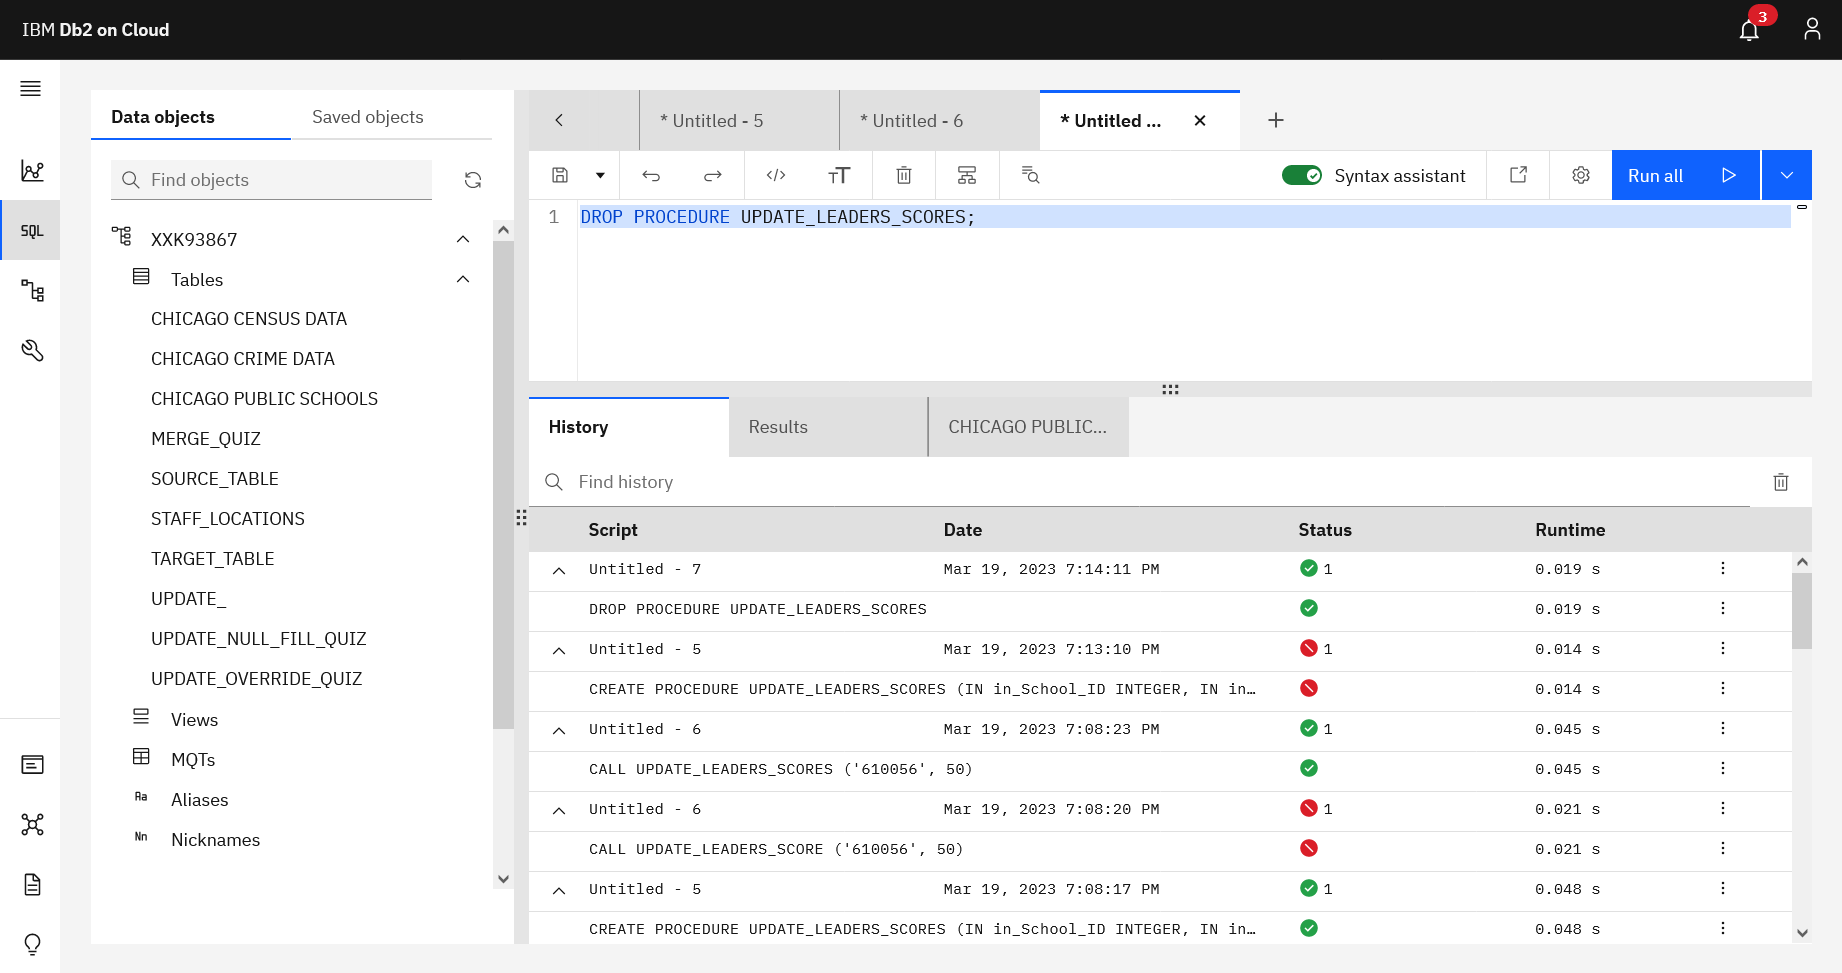 IBM Db2 on Cloud
3
Data objects
Saved objects
Find objects
SQL
XXK93867
Tables
CHICAGO CENSUS DATA
CHICAGO CRIME DATA
CHICAGO PUBLIC SCHOOLS
MERGE_QUIZ
SOURCE_TABLE
STAFF_LOCATIONS
TARGET_TABLE
UPDATE_
UPDATE_NULL_FILL_QUIZ
UPDATE_OVERRIDE_QUIZ
Views
MQTs
Aa Aliases
Nn Nicknames
* Untitled - 5
* Untitled - 6
* Untitled ...
</> TT
Syntax assistant
Run all
1 DROP PROCEDURE UPDATE_LEADERS_SCORES;
History
Results
CHICAGO PUBLIC...
Find history
Script Date Status Runtime
Untitled - 7 Mar 19, 2023 7:14:11 PM 1 0.019 s
DROP PROCEDURE UPDATE_LEADERS_SCORES 0.019 s
Untitled - 5 Mar 19, 2023 7:13:10 PM 1 0.014 s
CREATE PROCEDURE UPDATE_LEADERS_SCORES (IN in_School_ID INTEGER, IN in… 0.014 s
Untitled - 6 Mar 19, 2023 7:08:23 PM 1 0.045 s
CALL UPDATE_LEADERS_SCORES ('610056', 50) 0.045 s
Untitled - 6 Mar 19, 2023 7:08:20 PM 1 0.021 s
CALL UPDATE_LEADERS_SCORE ('610056', 50) 0.021 s
Untitled - 5 Mar 19, 2023 7:08:17 PM 1 0.048 s
CREATE PROCEDURE UPDATE_LEADERS_SCORES (IN in_School_ID INTEGER, IN in… 0.048 s